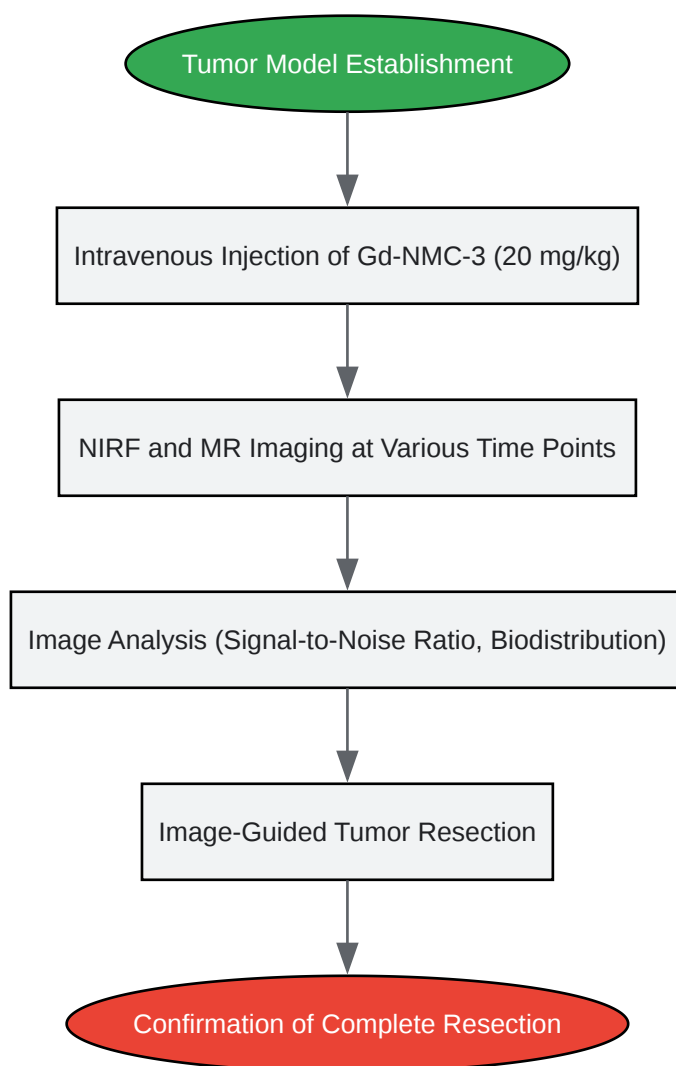 Tumor Model Establishment
Intravenous Injection of Gd-NMC-3 (20 mg/kg)
NIRF and MR Imaging at Various Time Points
Image Analysis (Signal-to-Noise Ratio, Biodistribution)
Image-Guided Tumor Resection
Confirmation of Complete Resection